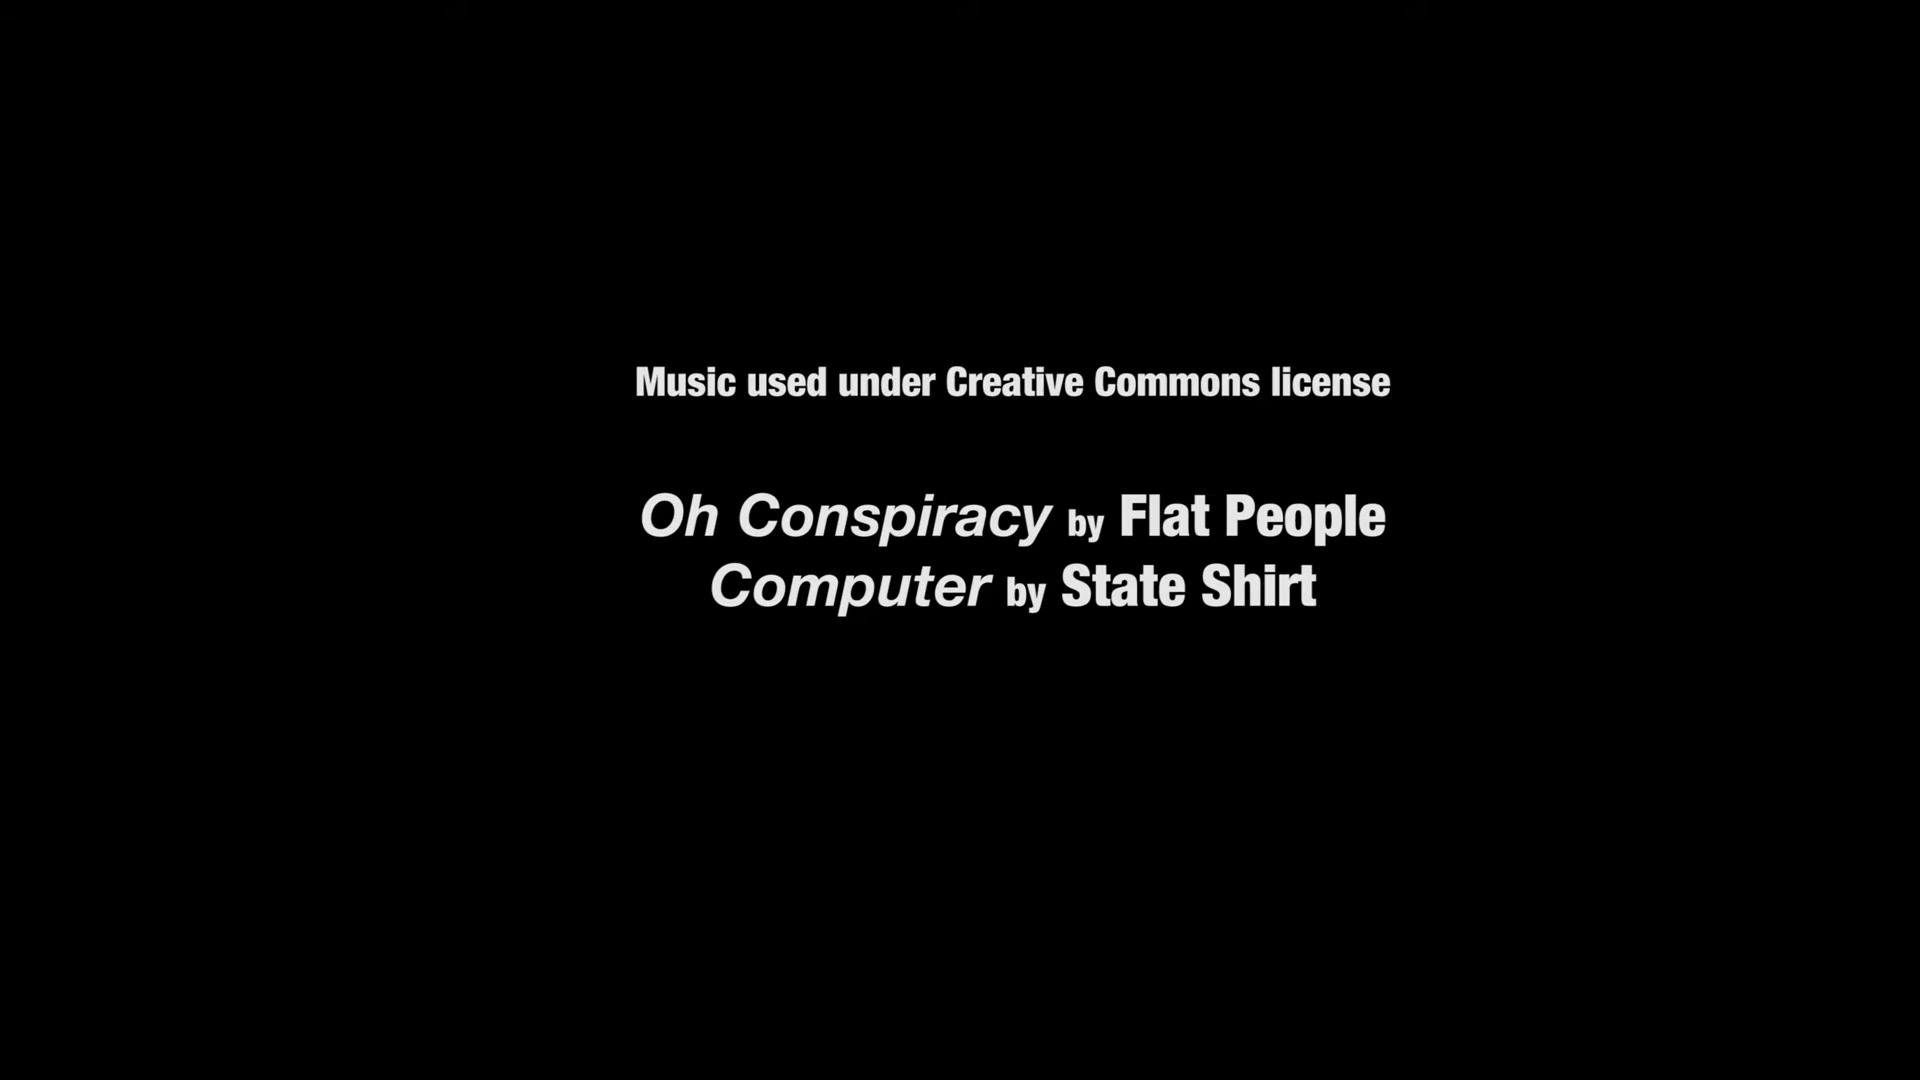 Music used under Creative Commons license
Oh Conspiracy by Flat People
Computer by State Shirt